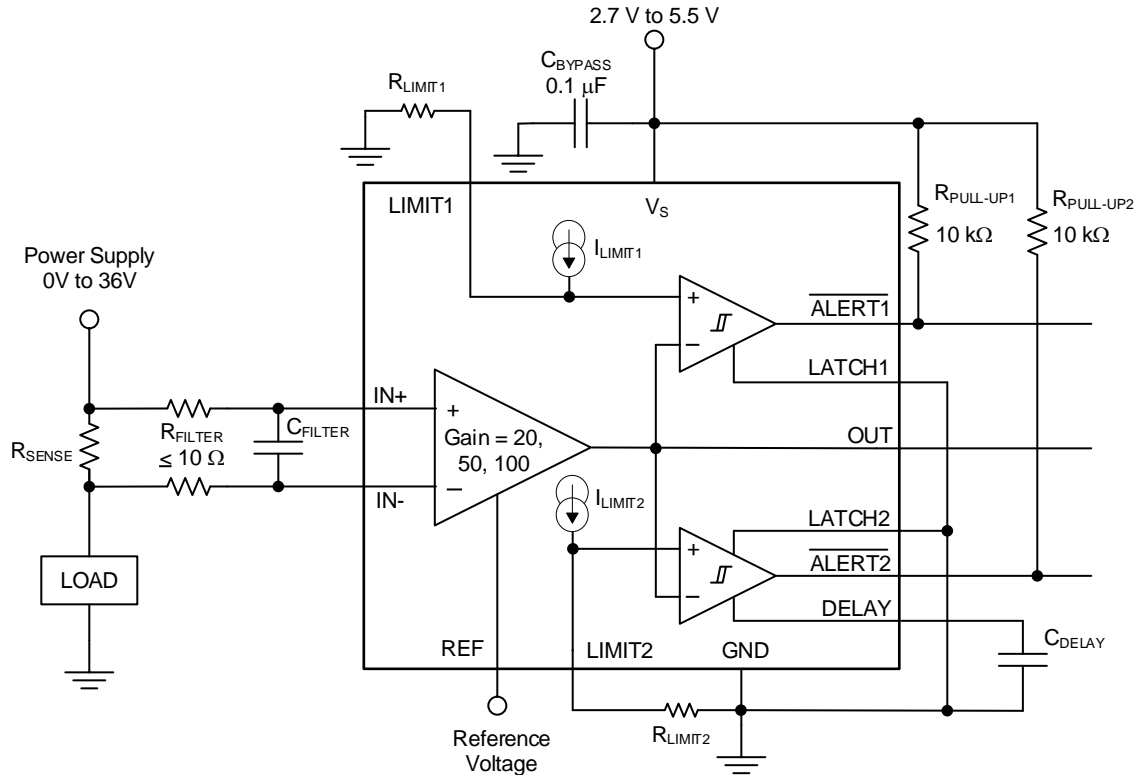 2.7 V to 5.5 V
CBYPASS
0.1 μF
RLIMIT1
LIMIT1
VS
RPULL-UP1
10 kΩ
RPULL-UP2
10 kΩ
Power Supply
0V to 36V
ILIMIT1
+
−
ALERT1
LATCH1
IN+
RSENSE
RFILTER
≤ 10 Ω
CFILTER
+
Gain = 20,
50, 100
−
OUT
IN-
ILIMIT2
LATCH2
+
−
ALERT2
LOAD
DELAY
REF
LIMIT2
GND
CDELAY
RLIMIT2
Reference
Voltage